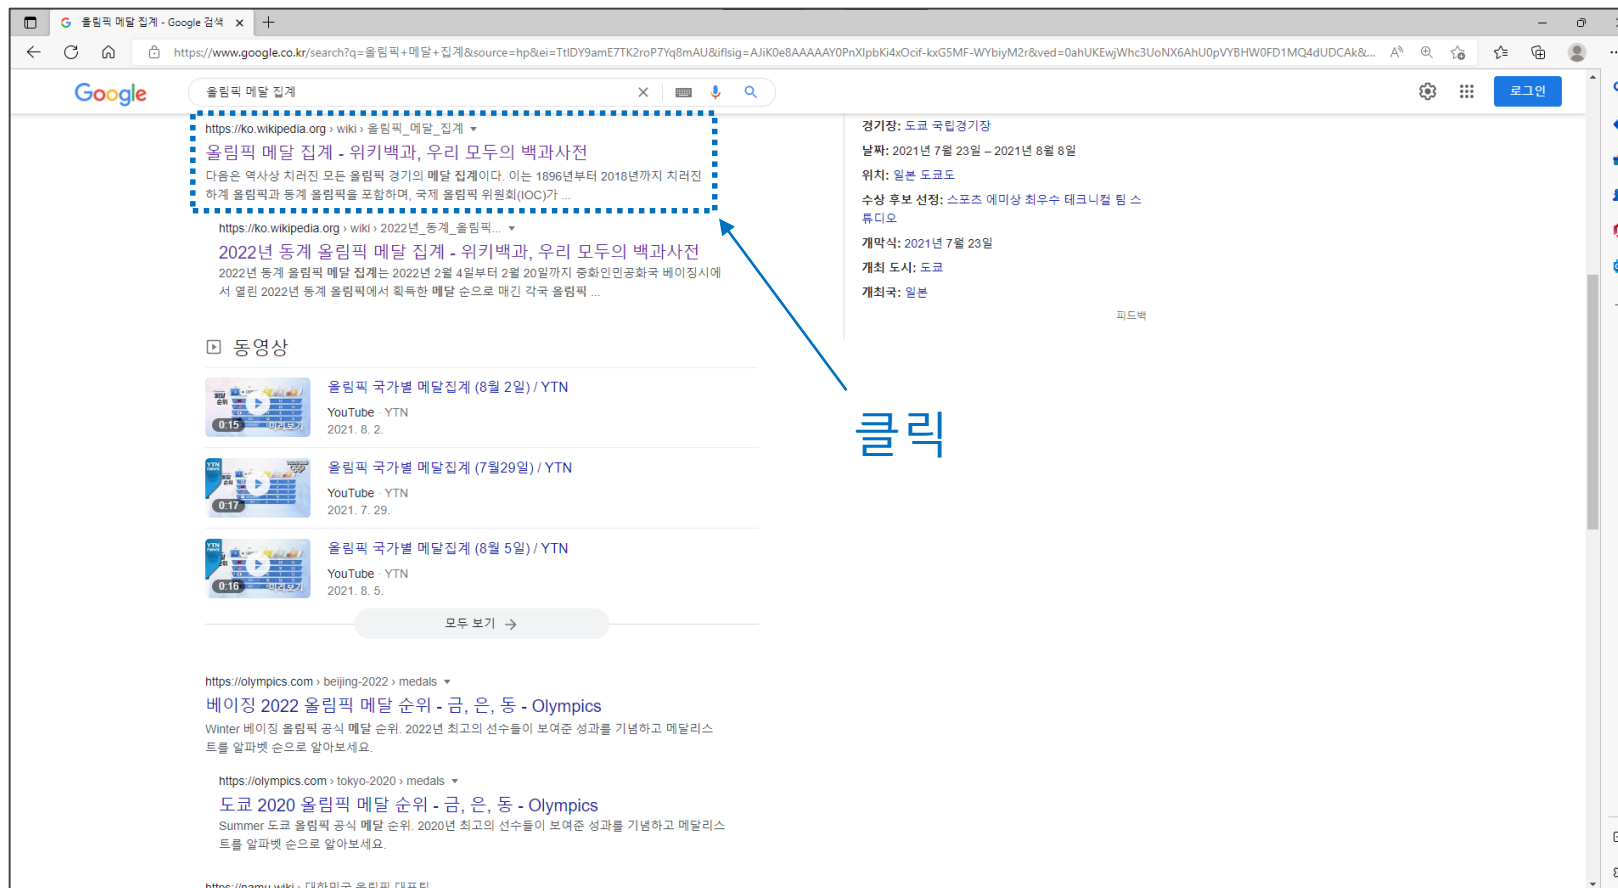 올림픽 메달 집계 - Google 검색
https://www.google.co.kr/search?q=올림픽+메달+집계&source=hp&ei=TtIDY9amE7TK2roP7Yq8mAU&iflsig=AJiK0e8AAAAAY0PnXIpbKi4xOcif-kxG5MF-WYbiyM2r&ved=0ahUKEwjWhc3UoNX6AhU0pVYBHW0FD1MQ4dUDCAk&...
Google
올림픽 메달 집계
로그인
https://ko.wikipedia.org › wiki › 올림픽_메달_집계
올림픽 메달 집계 - 위키백과, 우리 모두의 백과사전
다음은 역사상 치러진 모든 올림픽 경기의 메달 집계이다. 이는 1896년부터 2018년까지 치러진
하계 올림픽과 동계 올림픽을 포함하며, 국제 올림픽 위원회(IOC)가 ...
https://ko.wikipedia.org › wiki › 2022년_동계_올림픽...
2022년 동계 올림픽 메달 집계 - 위키백과, 우리 모두의 백과사전
2022년 동계 올림픽 메달 집계는 2022년 2월 4일부터 2월 20일까지 중화인민공화국 베이징시에
서 열린 2022년 동계 올림픽에서 획득한 메달 순으로 매긴 각국 올림픽 ...
경기장: 도쿄 국립경기장
날짜: 2021년 7월 23일 – 2021년 8월 8일
위치: 일본 도쿄도
수상 후보 선정: 스포츠 에미상 최우수 테크니컬 팀 스
튜디오
개막식: 2021년 7월 23일
개최 도시: 도쿄
개최국: 일본
피드백
클릭
동영상
올림픽 국가별 메달집계 (8월 2일) / YTN
YouTube · YTN
2021. 8. 2.
0:15
미리보기
올림픽 국가별 메달집계 (7월29일) / YTN
YouTube · YTN
2021. 7. 29.
0:17
올림픽 국가별 메달집계 (8월 5일) / YTN
YouTube · YTN
2021. 8. 5.
0:16
미리보기
모두 보기
https://olympics.com › beijing-2022 › medals
베이징 2022 올림픽 메달 순위 - 금, 은, 동 - Olympics
Winter 베이징 올림픽 공식 메달 순위. 2022년 최고의 선수들이 보여준 성과를 기념하고 메달리스
트를 알파벳 순으로 알아보세요.
https://olympics.com › tokyo-2020 › medals
도쿄 2020 올림픽 메달 순위 - 금, 은, 동 - Olympics
Summer 도쿄 올림픽 공식 메달 순위. 2020년 최고의 선수들이 보여준 성과를 기념하고 메달리스
트를 알파벳 순으로 알아보세요.
https://namu.wiki › 대한민국 올림픽 대표팀